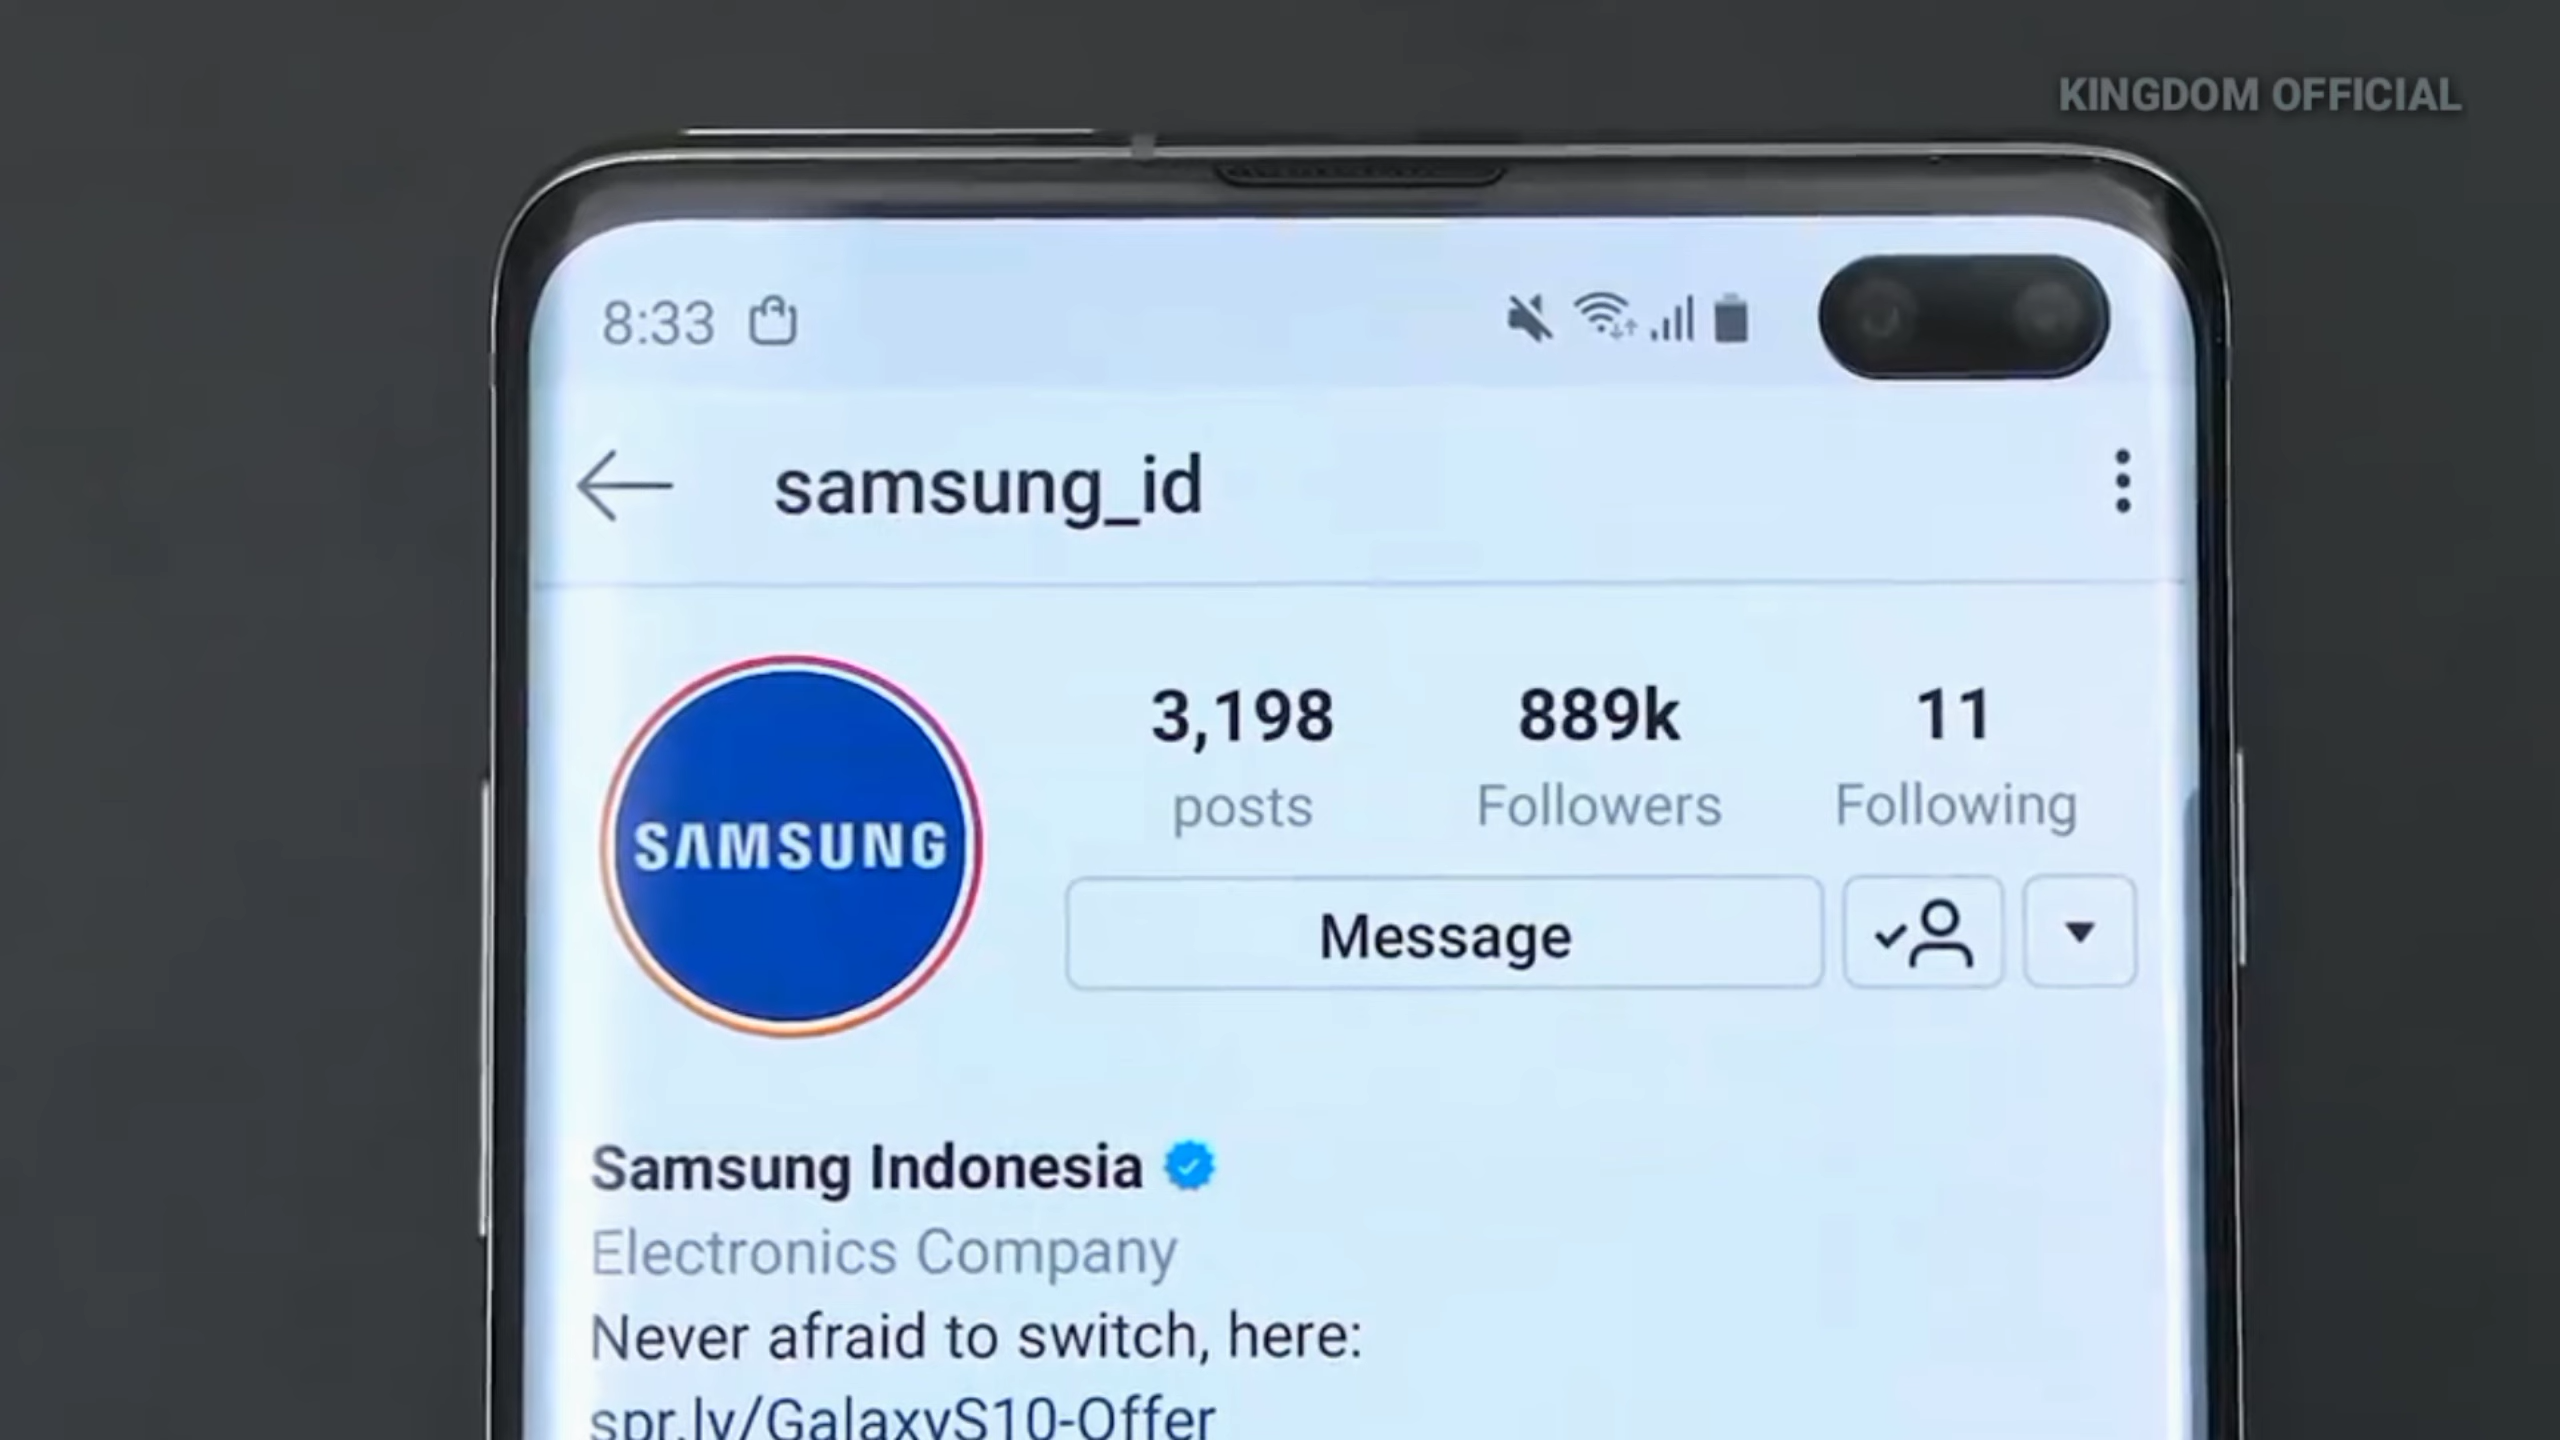 KINGDOM OFFICIAL
8:33
samsung_id
SAMSUNG
3,198 889k 11
posts Followers Following
Message
Samsung Indonesia
Electronics Company
Never afraid to switch, here:
spr.ly/GalaxyS10-Offer